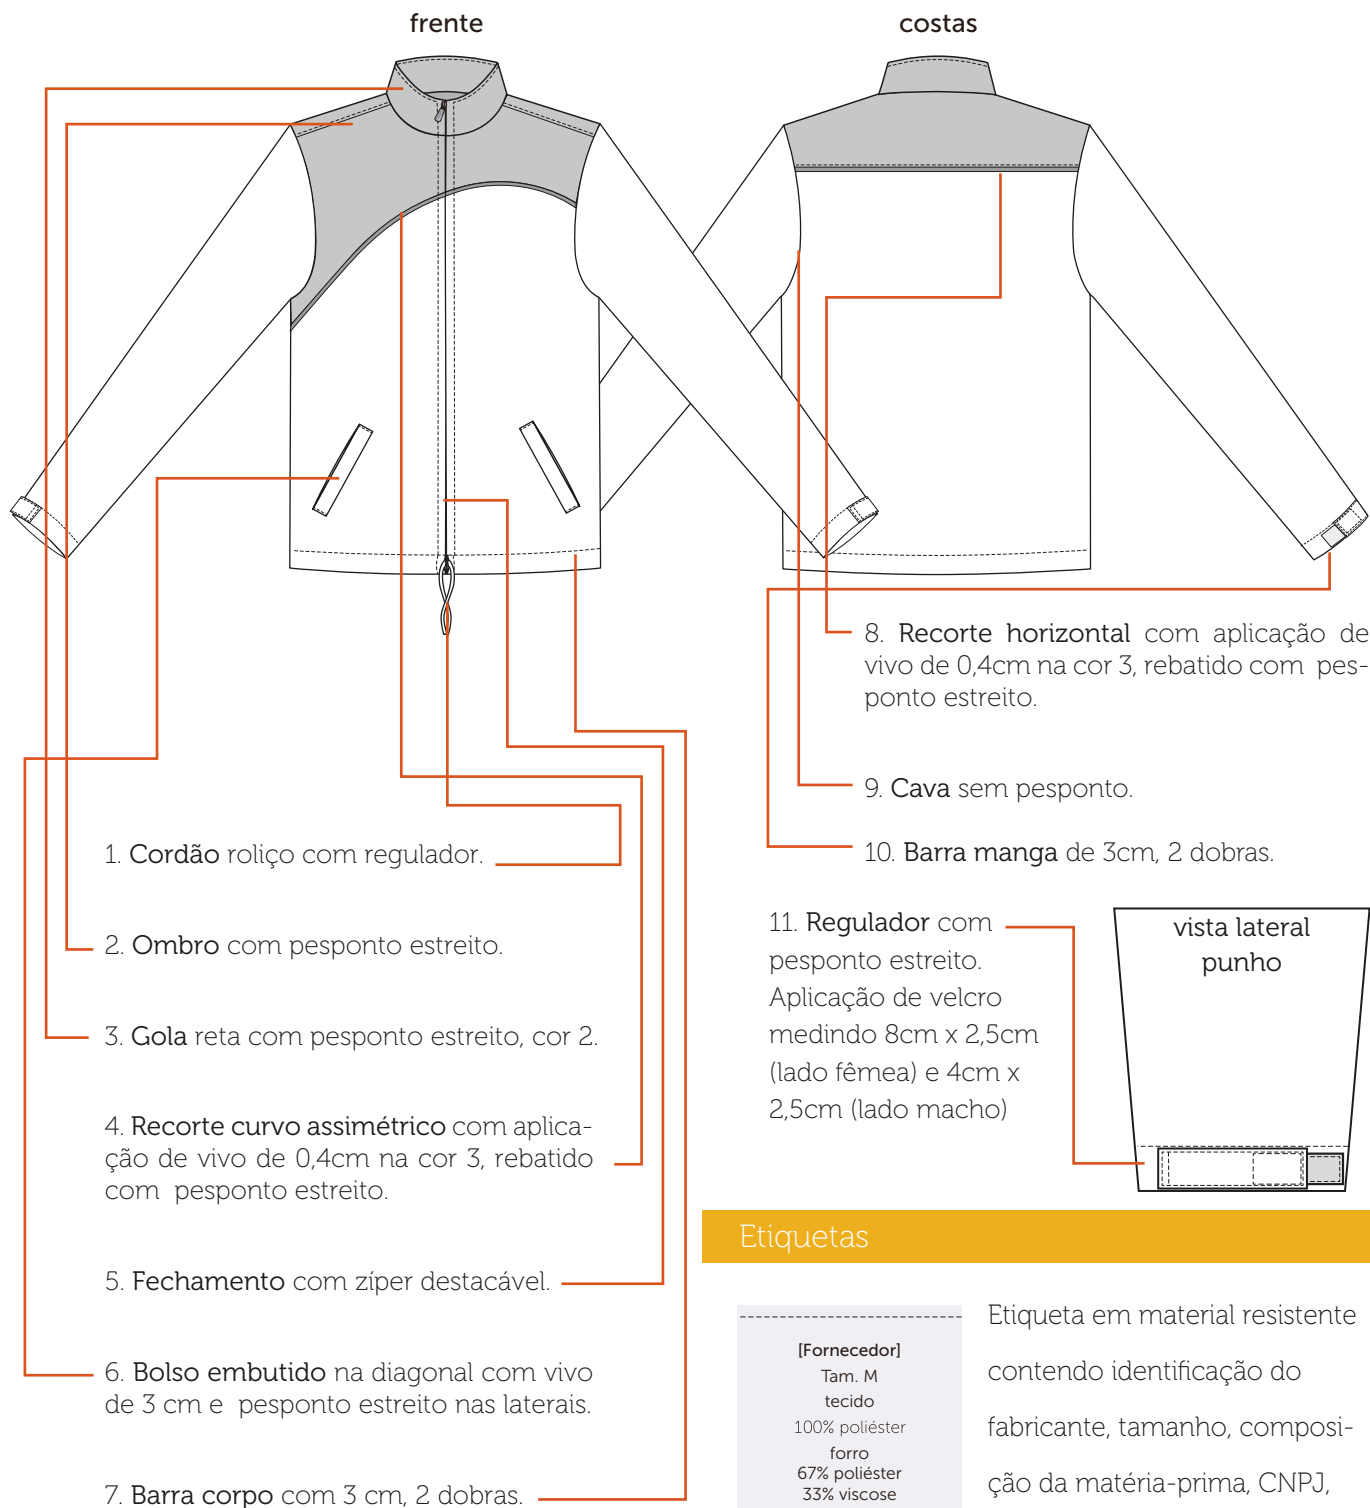 frente
costas
1. Cordão roliço com regulador.
2. Ombro com pesponto estreito.
3. Gola reta com pesponto estreito, cor 2.
4. Recorte curvo assimétrico com aplica-
ção de vivo de 0,4cm na cor 3, rebatido
com pesponto estreito.
5. Fechamento com zíper destacável.
6. Bolso embutido na diagonal com vivo
de 3 cm e pesponto estreito nas laterais.
7. Barra corpo com 3 cm, 2 dobras.
8. Recorte horizontal com aplicação de
vivo de 0,4cm na cor 3, rebatido com pes-
ponto estreito.
9. Cava sem pesponto.
10. Barra manga de 3cm, 2 dobras.
11. Regulador com
pesponto estreito.
Aplicação de velcro
medindo 8cm x 2,5cm
(lado fêmea) e 4cm x
2,5cm (lado macho)
vista lateral
punho
Etiquetas
[Fornecedor]
Tam. M
tecido
100% poliéster
forro
67% poliéster
33% viscose
Etiqueta em material resistente
contendo identificação do
fabricante, tamanho, composi-
ção da matéria-prima, CNPJ,